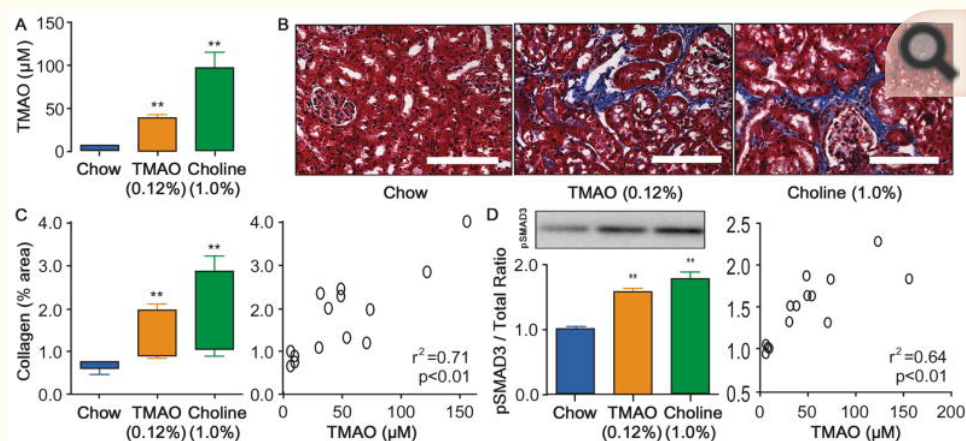 A
TMAO (µM)
150
100
50
0
**
**
Chow
TMAO
(0.12%)
Choline
(1.0%)
B
Chow
TMAO (0.12%)
Choline (1.0%)
C
Collagen (% area)
4.0
3.0
2.0
1.0
0.0
**
**
Chow
TMAO
(0.12%)
Choline
(1.0%)
4.0
3.0
2.0
1.0
0.0
r²=0.71
p<0.01
0
50
100
150
TMAO (µM)
D
pSMAD3
pSMAD3 / Total Ratio
2.0
1.0
0.0
**
**
Chow
TMAO
(0.12%)
Choline
(1.0%)
2.5
2.0
1.5
1.0
0.5
r²=0.64
p<0.01
0
50
100
150
200
TMAO (µM)